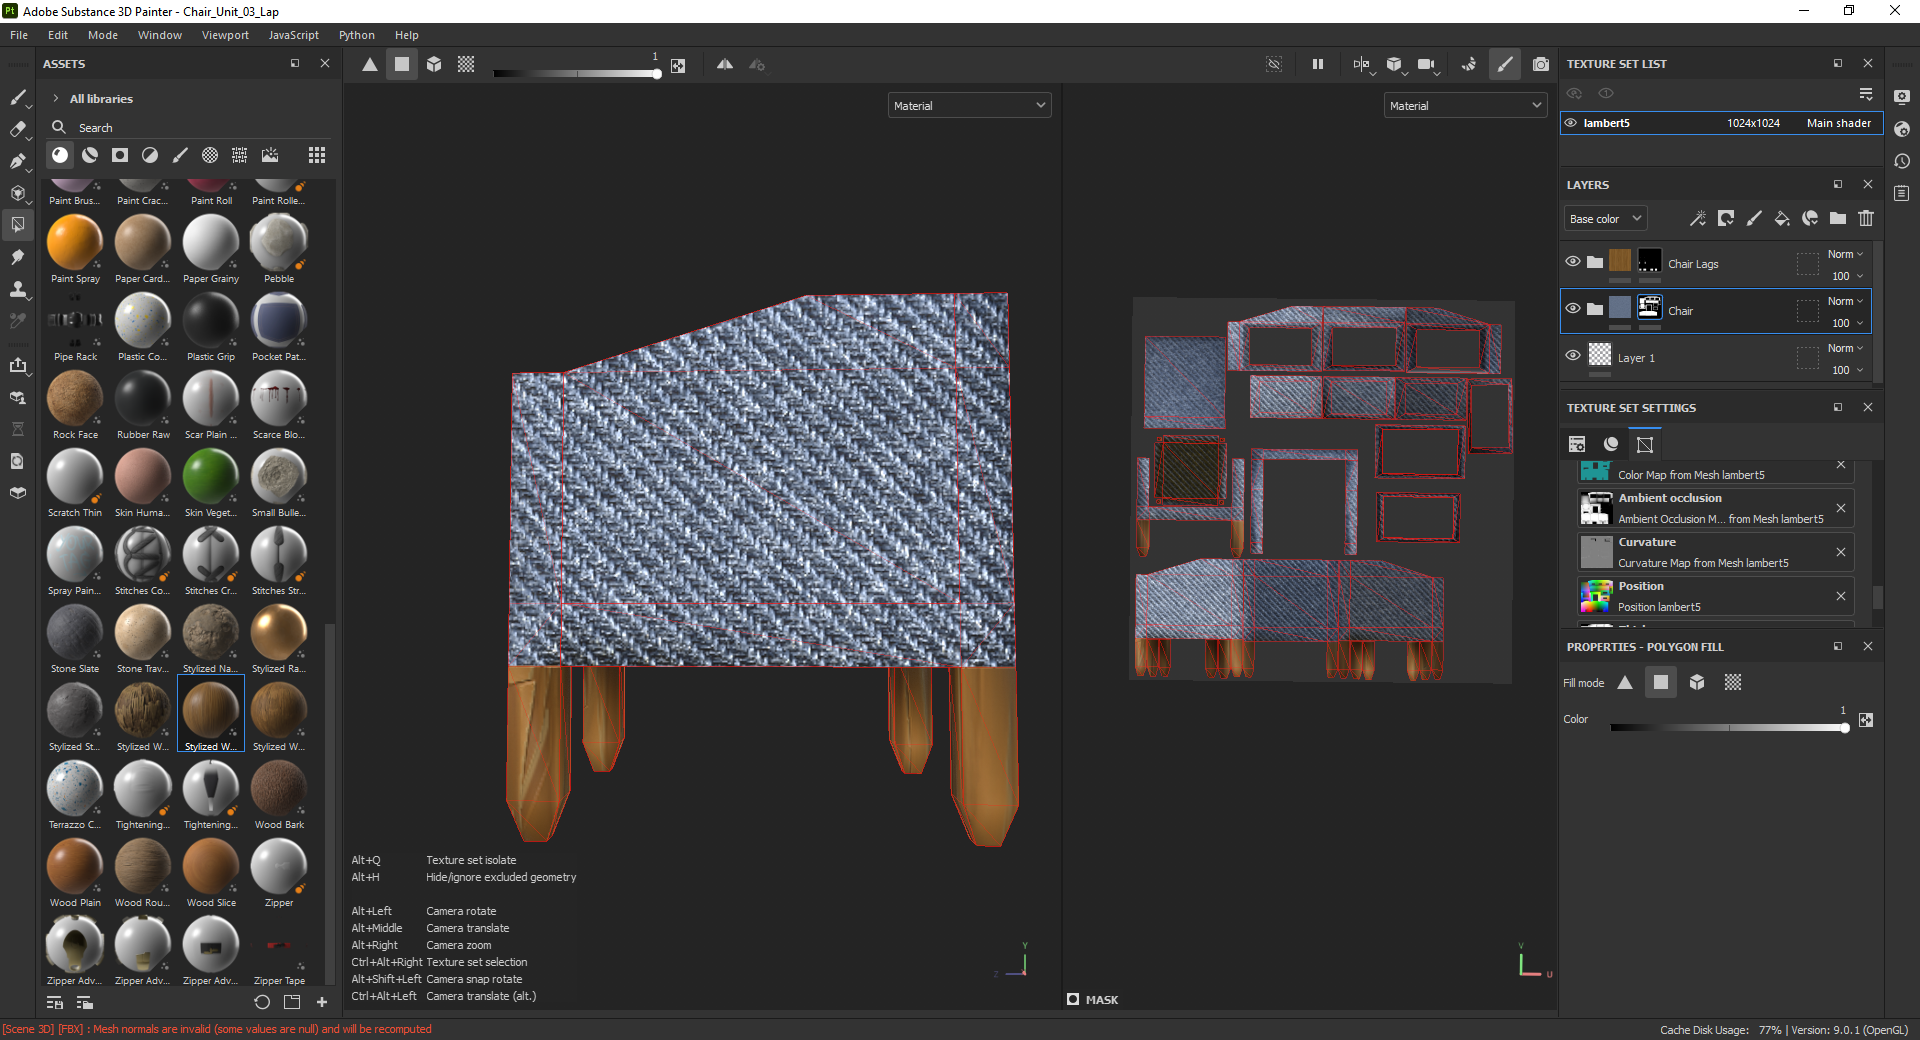 Pt Adobe Substance 3D Painter - Chair_Unit_03_Lap
File Edit Mode Window Viewport JavaScript Python Help
ASSETS
All libraries
Search
Paint Brus... Paint Crac... Paint Roll Paint Rolle...
Paint Spray Paper Card... Paper Grainy Pebble
Pipe Rack Plastic Co... Plastic Grip Pocket Pat...
Rock Face Rubber Raw Scar Plain ... Scarce Blo...
Scratch Thin Skin Huma... Skin Veget... Small Bulle...
Spray Pain... Stitches Co... Stitches Cr... Stitches Str...
Stone Slate Stone Trav... Stylized Na... Stylized Ra...
Stylized St... Stylized W... Stylized W... Stylized W...
Terrazzo C... Tightening... Tightening... Wood Bark
Wood Plain Wood Rou... Wood Slice Zipper
Zipper Adv... Zipper Adv... Zipper Adv... Zipper Tape
1
Material
Alt+Q Texture set isolate
Alt+H Hide/ignore excluded geometry
Alt+Left Camera rotate
Alt+Middle Camera translate
Alt+Right Camera zoom
Ctrl+Alt+Right Texture set selection
Alt+Shift+Left Camera snap rotate
Ctrl+Alt+Left Camera translate (alt.)
Y
Z
Material
V
U
MASK
TEXTURE SET LIST
lambert5 1024x1024 Main shader
LAYERS
Base color
Chair Lags Norm
100
Chair Norm
100
Layer 1 Norm
100
TEXTURE SET SETTINGS
Color Map from Mesh lambert5
Ambient occlusion
Ambient Occlusion M... from Mesh lambert5
Curvature
Curvature Map from Mesh lambert5
Position
Position lambert5
PROPERTIES - POLYGON FILL
Fill mode
Color 1
[Scene 3D] [FBX] : Mesh normals are invalid (some values are null) and will be recomputed
Cache Disk Usage: 77% | Version: 9.0.1 (OpenGL)